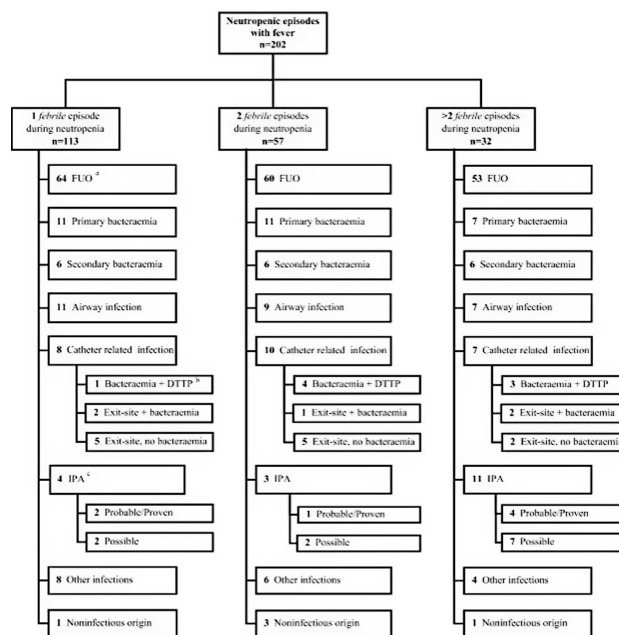 Neutropenic episodes
with fever
n=202
1 febrile episode
during neutropenia
n=113
2 febrile episodes
during neutropenia
n=57
>2 febrile episodes
during neutropenia
n=32
64 FUO a
11 Primary bacteraemia
6 Secondary bacteraemia
11 Airway infection
8 Catheter related infection
1 Bacteraemia + DTTP b
2 Exit-site + bacteraemia
5 Exit-site, no bacteraemia
4 IPA c
2 Probable/Proven
2 Possible
8 Other infections
1 Noninfectious origin
60 FUO
11 Primary bacteraemia
6 Secondary bacteraemia
9 Airway infection
10 Catheter related infection
4 Bacteraemia + DTTP
1 Exit-site + bacteraemia
5 Exit-site, no bacteraemia
3 IPA
1 Probable/Proven
2 Possible
6 Other infections
3 Noninfectious origin
53 FUO
7 Primary bacteraemia
6 Secondary bacteraemia
7 Airway infection
7 Catheter related infection
3 Bacteraemia + DTTP
2 Exit-site + bacteraemia
2 Exit-site, no bacteraemia
11 IPA
4 Probable/Proven
7 Possible
4 Other infections
1 Noninfectious origin